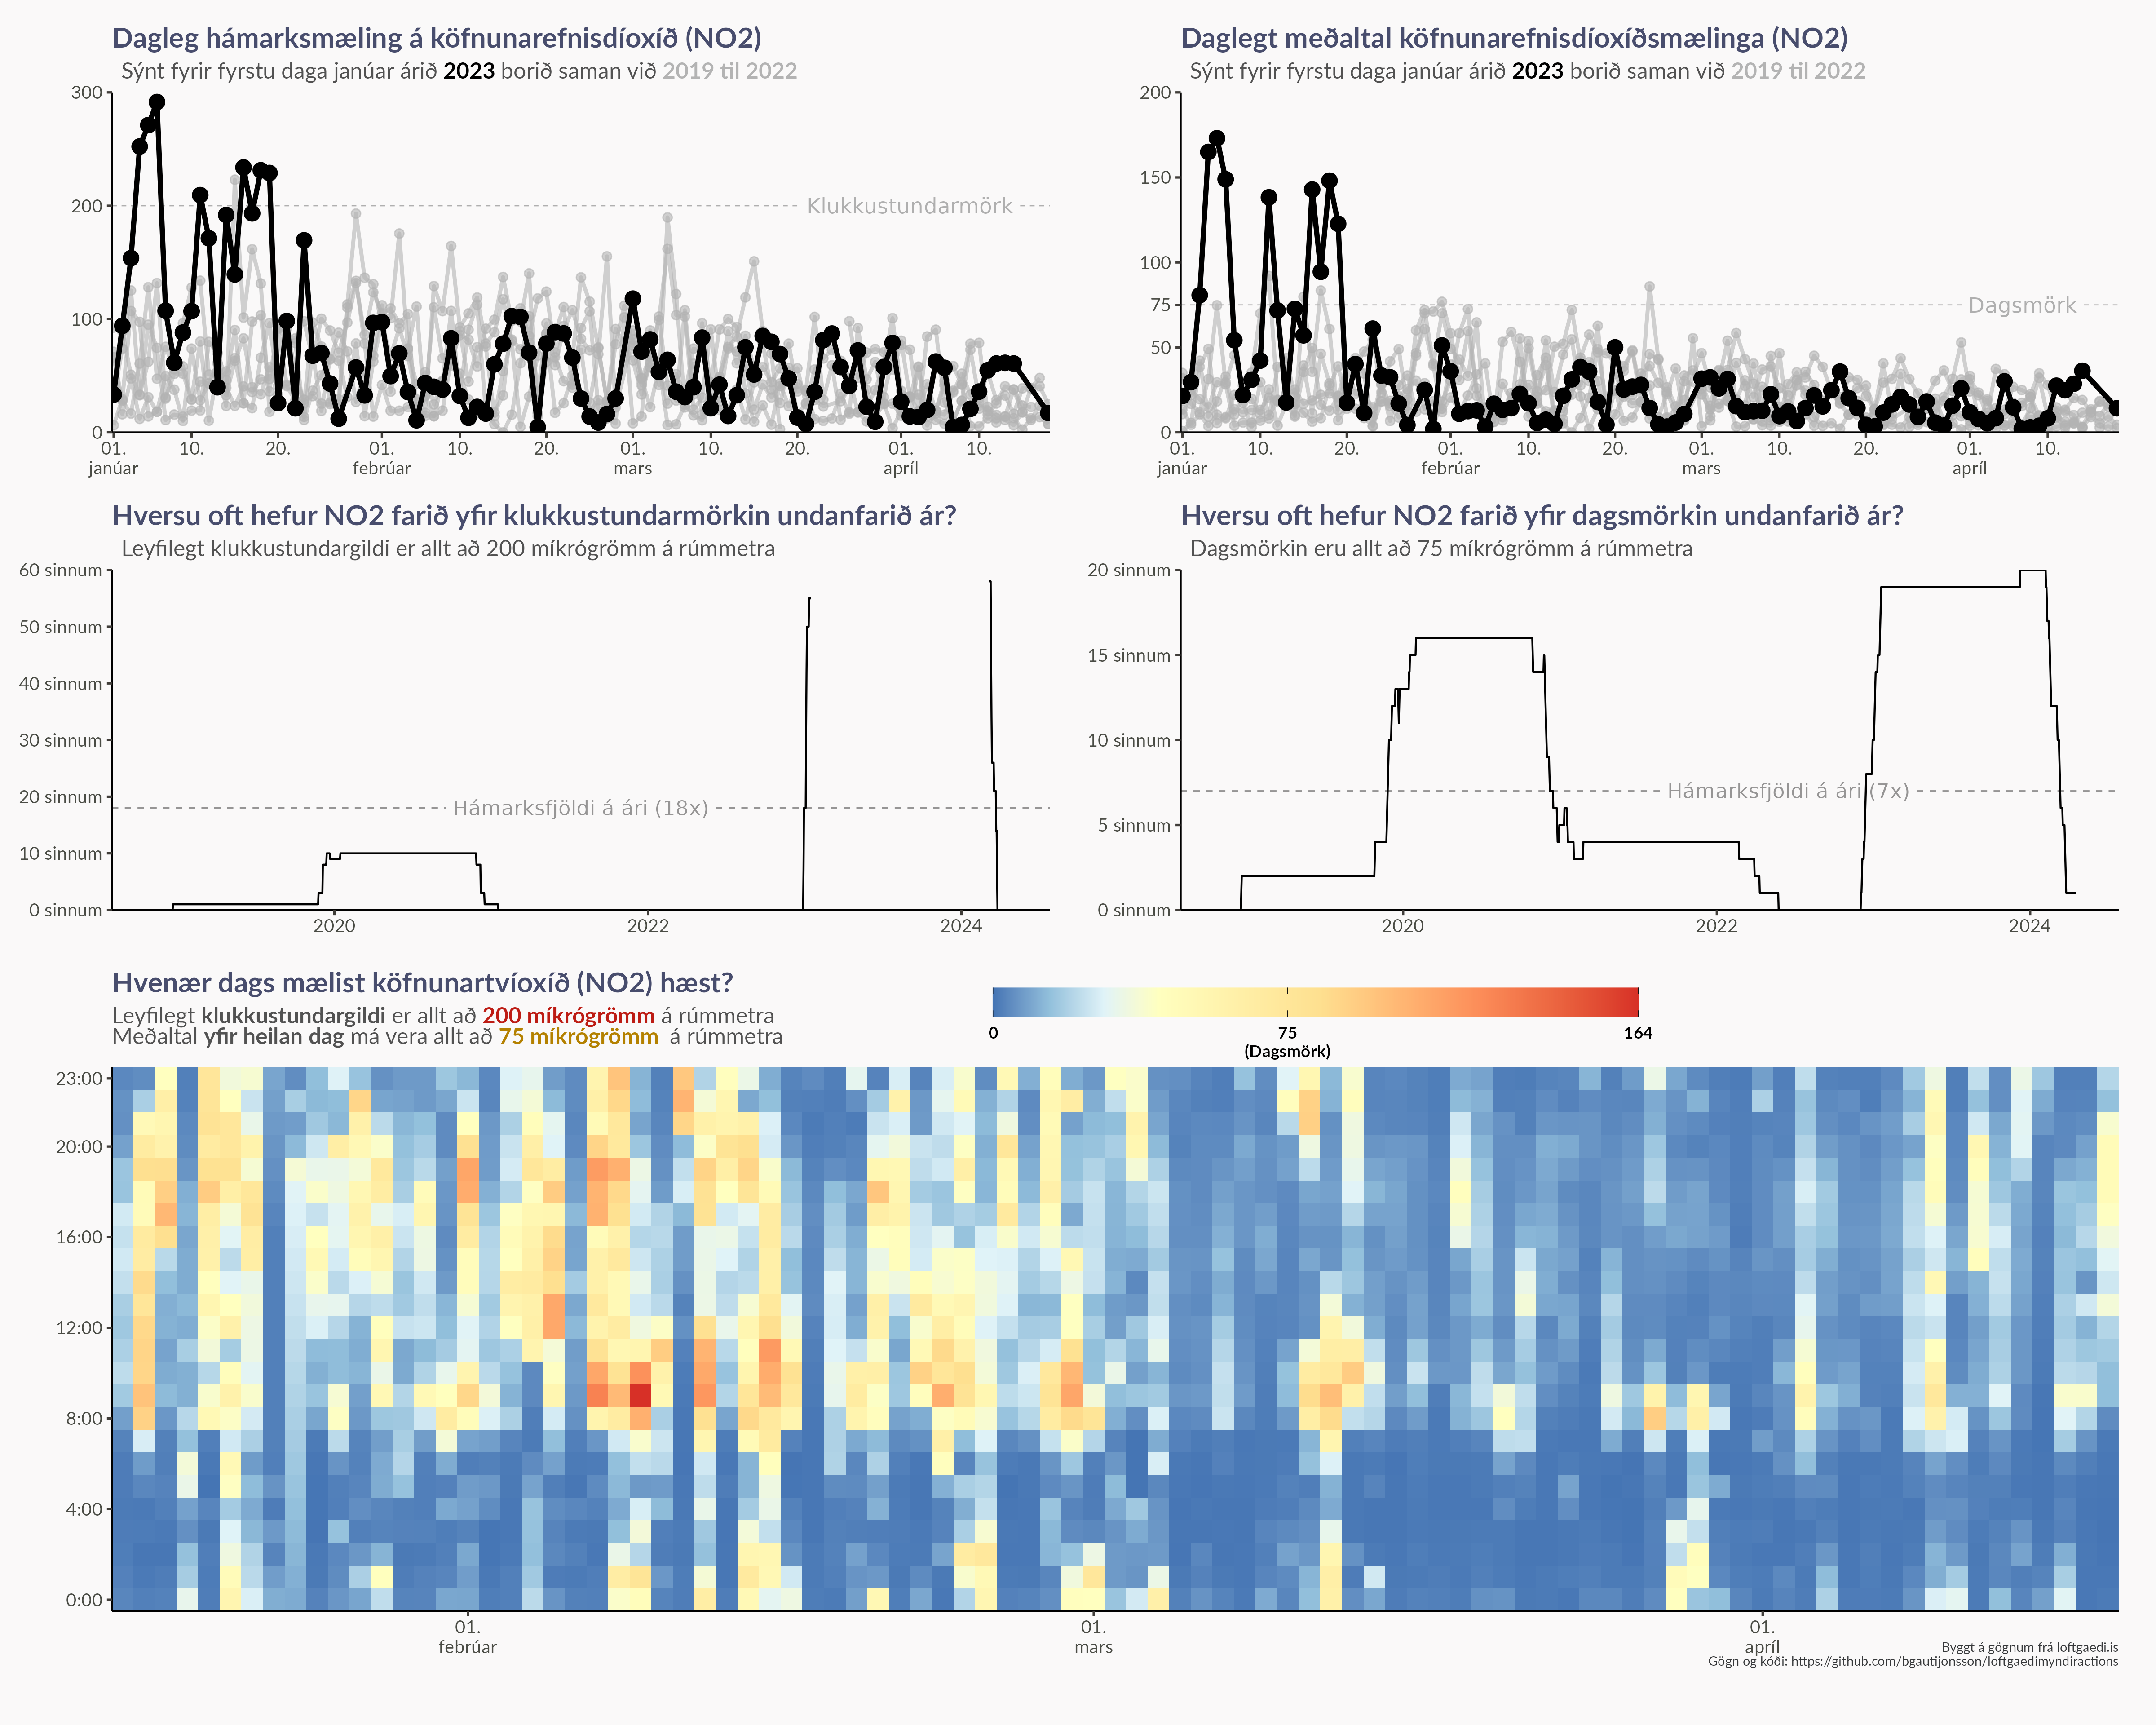 Dagleg hámarksmæling á köfnunarefnisdíoxíð (NO2)
Sýnt fyrir fyrstu daga janúar árið 2023 borið saman við 2019 til 2022
300
200
100
0
Klukkustundarmörk
01. 10. 20. 01. 10. 20. 01. 10. 20. 01. 10.
janúar febrúar mars apríl
Daglegt meðaltal köfnunarefnisdíoxíðsmælinga (NO2)
Sýnt fyrir fyrstu daga janúar árið 2023 borið saman við 2019 til 2022
200
150
100
75
50
0
Dagsmörk
01. 10. 20. 01. 10. 20. 01. 10. 20. 01. 10.
janúar febrúar mars apríl
Hversu oft hefur NO2 farið yfir klukkustundarmörkin undanfarið ár?
Leyfilegt klukkustundargildi er allt að 200 míkrógrömm á rúmmetra
60 sinnum
50 sinnum
40 sinnum
30 sinnum
20 sinnum
10 sinnum
0 sinnum
Hámarksfjöldi á ári (18x)
2020 2022 2024
Hversu oft hefur NO2 farið yfir dagsmörkin undanfarið ár?
Dagsmörkin eru allt að 75 míkrógrömm á rúmmetra
20 sinnum
15 sinnum
10 sinnum
5 sinnum
0 sinnum
Hámarksfjöldi á ári (7x)
2020 2022 2024
Hvenær dags mælist köfnunartvíoxíð (NO2) hæst?
Leyfilegt klukkustundargildi er allt að 200 míkrógrömm á rúmmetra
Meðaltal yfir heilan dag má vera allt að 75 míkrógrömm á rúmmetra
0 75 164
(Dagsmörk)
23:00
20:00
16:00
12:00
8:00
4:00
0:00
01. 01. 01.
febrúar mars apríl
Byggt á gögnum frá loftgaedi.is
Gögn og kóði: https://github.com/bgautijonsson/loftgaedimyndiractions